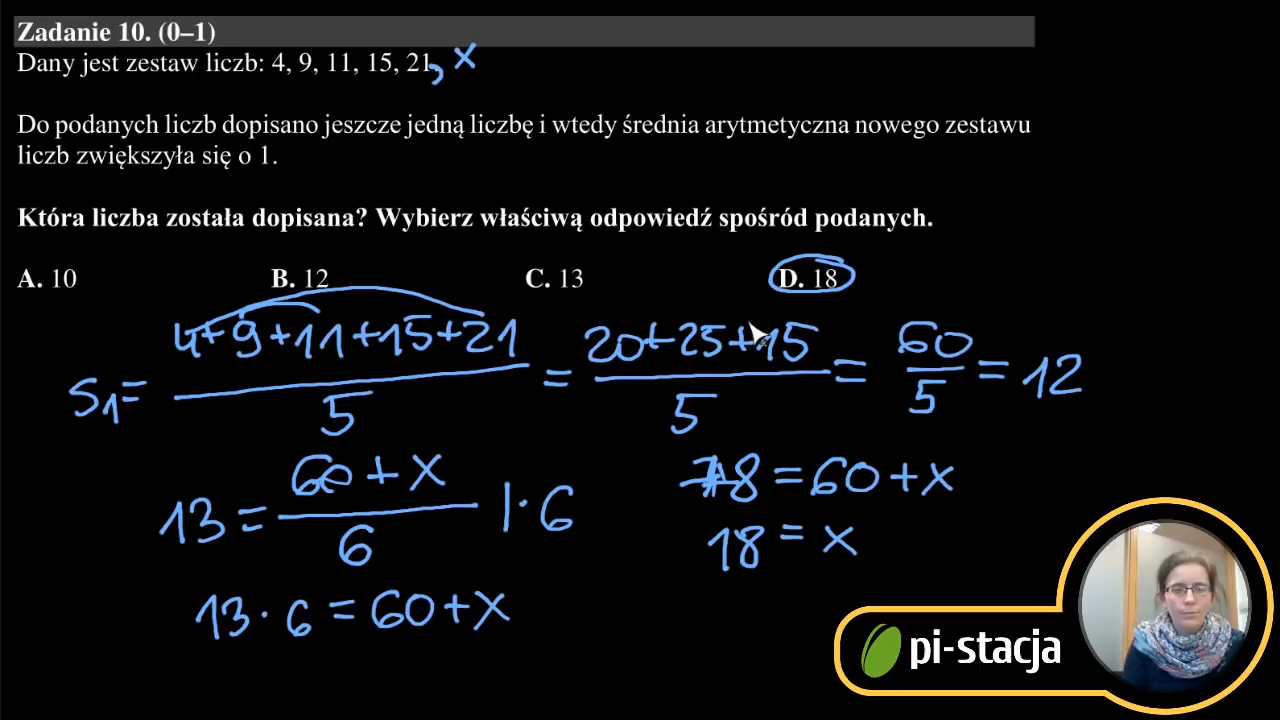 Zadanie 10. (0–1)
Dany jest zestaw liczb: 4, 9, 11, 15, 21, x
Do podanych liczb dopisano jeszcze jedną liczbę i wtedy średnia arytmetyczna nowego zestawu
liczb zwiększyła się o 1.
Która liczba została dopisana? Wybierz właściwą odpowiedź spośród podanych.
A. 10 B. 12 C. 13 D. 18
S₁ = (4+9+11+15+21)/5 = (20+25+15)/5 = 60/5 = 12
13 = (60+x)/6 |·6
13·6 = 60+x
78 = 60+x
18 = x
pi-stacja